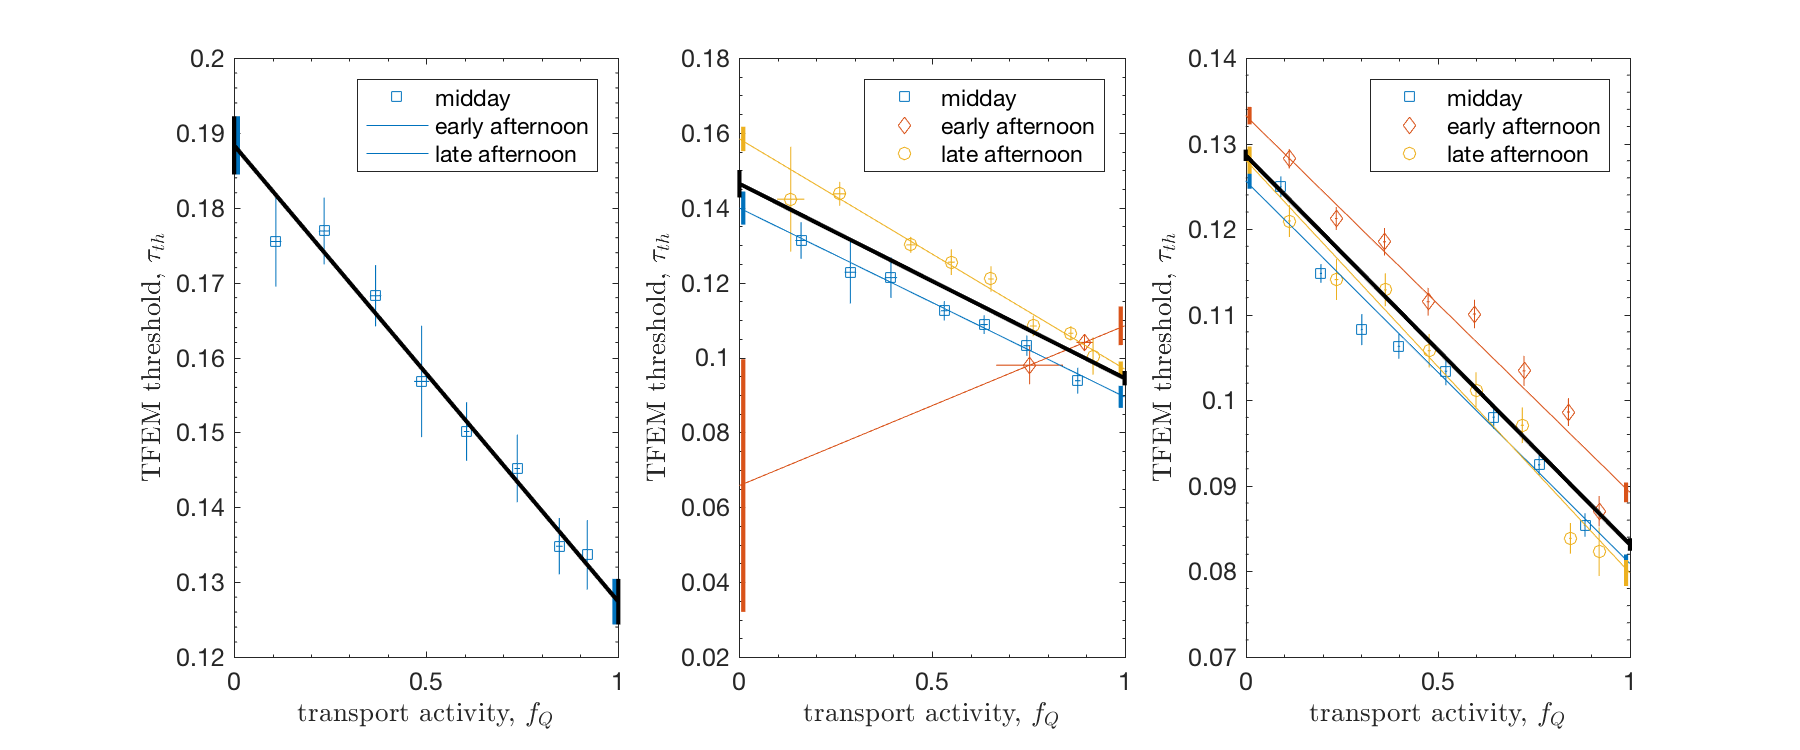 0.2
0.19
0.18
0.17
0.16
0.15
0.14
0.13
0.12
0
0.5
1
TFEM threshold, τth
transport activity, fQ
midday
early afternoon
late afternoon
0.18
0.16
0.14
0.12
0.1
0.08
0.06
0.04
0.02
0
0.5
1
TFEM threshold, τth
transport activity, fQ
midday
early afternoon
late afternoon
0.14
0.13
0.12
0.11
0.1
0.09
0.08
0.07
0
0.5
1
TFEM threshold, τth
transport activity, fQ
midday
early afternoon
late afternoon